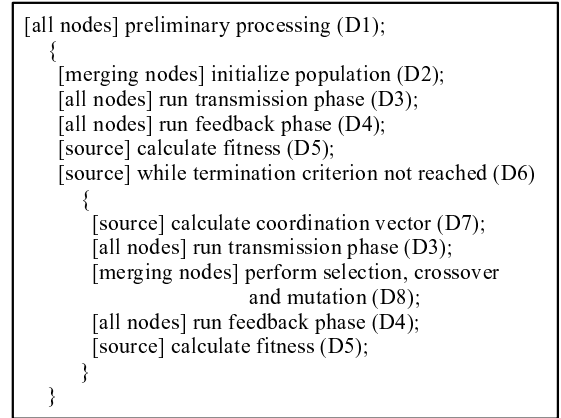 [all nodes] preliminary processing (D1);
{
[merging nodes] initialize population (D2);
[all nodes] run transmission phase (D3);
[all nodes] run feedback phase (D4);
[source] calculate fitness (D5);
[source] while termination criterion not reached (D6)
{
[source] calculate coordination vector (D7);
[all nodes] run transmission phase (D3);
[merging nodes] perform selection, crossover
and mutation (D8);
[all nodes] run feedback phase (D4);
[source] calculate fitness (D5);
}
}